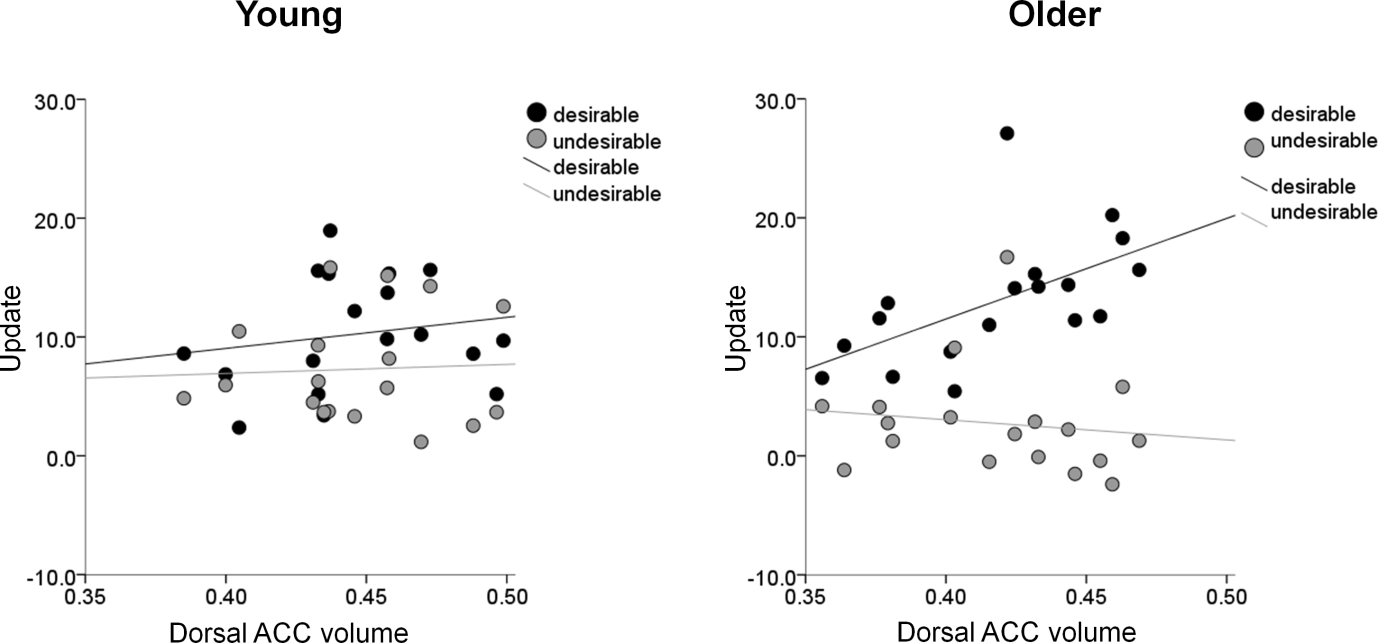 Young
30.0
20.0
10.0
0.0
-10.0
Update
0.35
0.40
0.45
0.50
Dorsal ACC volume
desirable
undesirable
desirable
undesirable
Older
30.0
20.0
10.0
0.0
-10.0
Update
0.35
0.40
0.45
0.50
Dorsal ACC volume
desirable
undesirable
desirable
undesirable